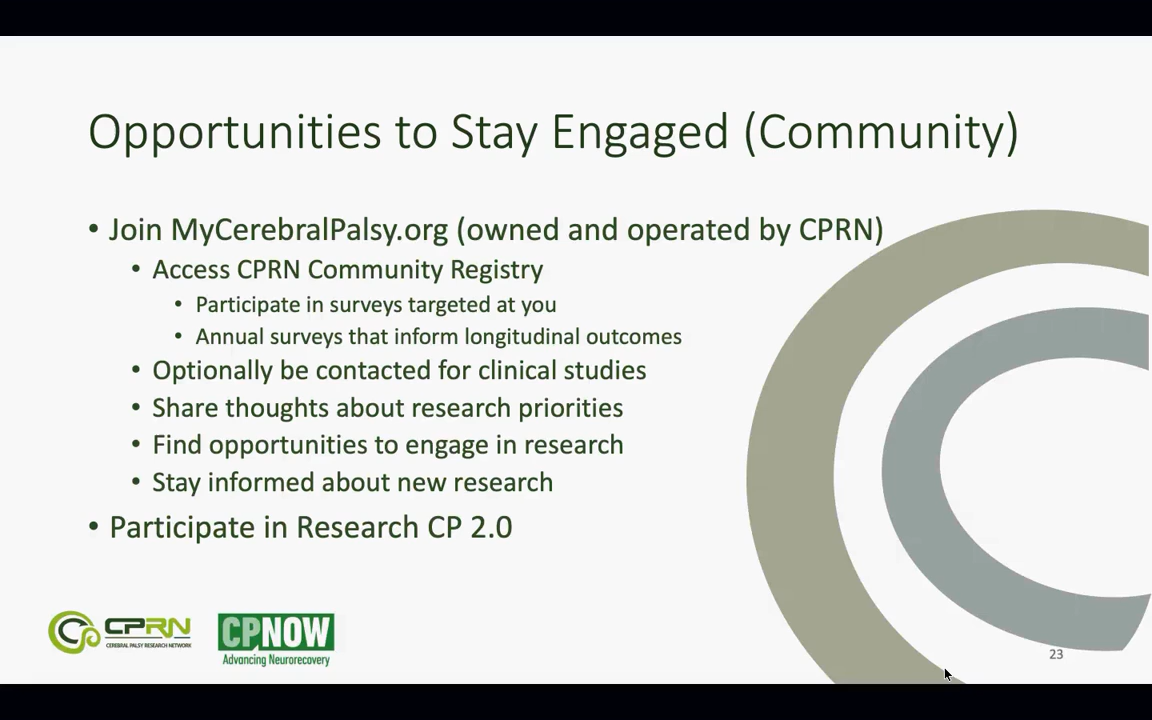 Opportunities to Stay Engaged (Community)
• Join MyCerebralPalsy.org (owned and operated by CPRN)
• Access CPRN Community Registry
• Participate in surveys targeted at you
• Annual surveys that inform longitudinal outcomes
• Optionally be contacted for clinical studies
• Share thoughts about research priorities
• Find opportunities to engage in research
• Stay informed about new research
• Participate in Research CP 2.0
CPRN
CEREBRAL PALSY RESEARCH NETWORK
CPNOW
Advancing Neurorecovery
23